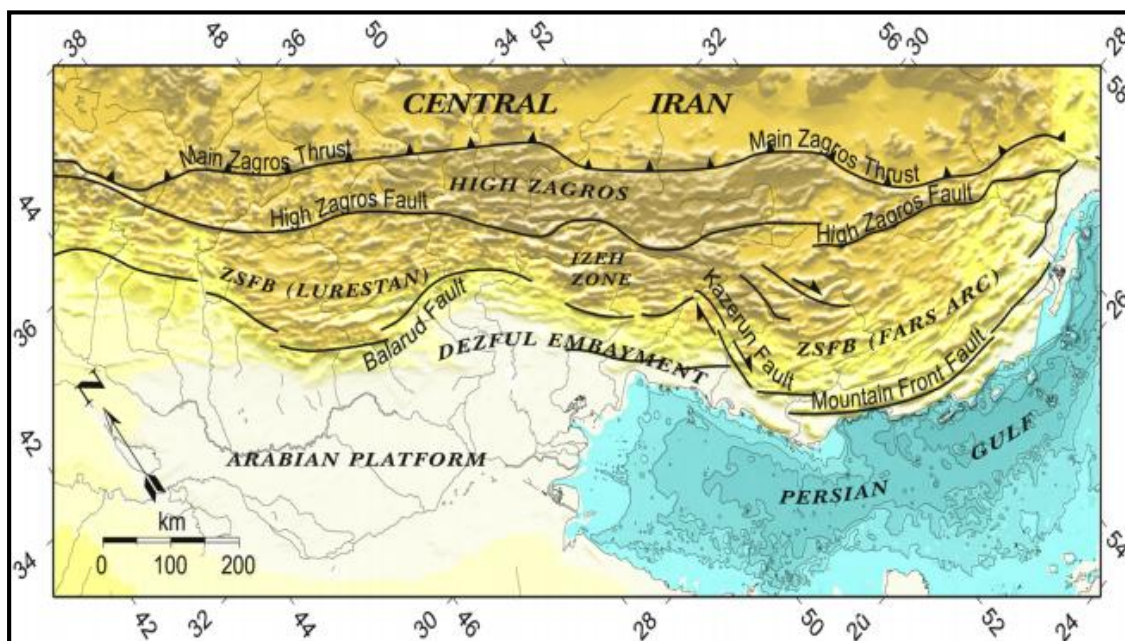 38 48 36 50 34 52 32 56 30 28
58
CENTRAL IRAN
Main Zagros Thrust
Main Zagros Thrust
HIGH ZAGROS
High Zagros Fault
High Zagros Fault
44
IZEH
ZONE
ZSFB (LURESTAN)
Kazerun Fault
ZSFB (FARS ARC)
26
36
Balarud Fault
DEZFUL EMBAYMENT
Mountain Front Fault
N
GULF
42
ARABIAN PLATFORM
PERSIAN
km
0 100 200
34
54
42 32 44 30 46 28 50 20 52 24